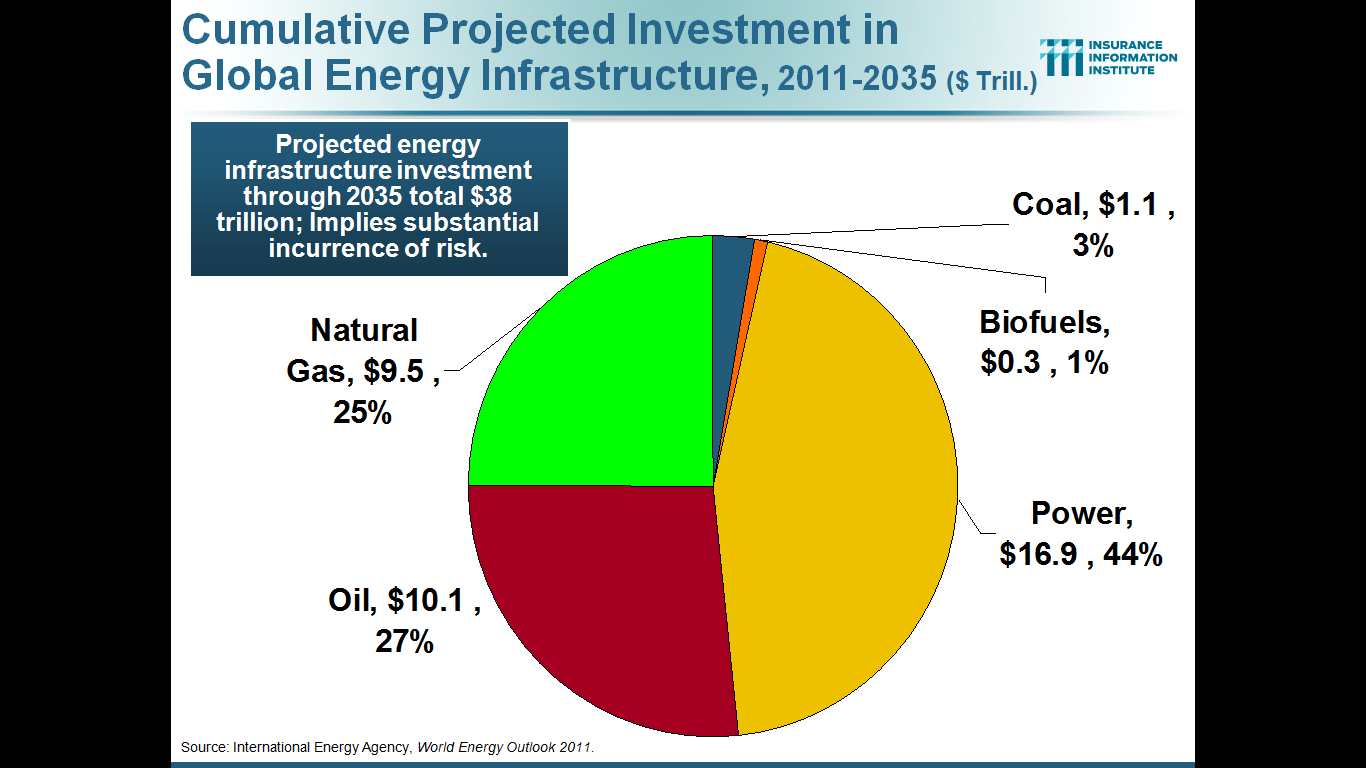 Cumulative Projected Investment in
Global Energy Infrastructure, 2011-2035 ($ Trill.)
INSURANCE
INFORMATION
INSTITUTE
Projected energy
infrastructure investment
through 2035 total $38
trillion; Implies substantial
incurrence of risk.
Coal, $1.1 ,
3%
Biofuels,
$0.3 , 1%
Natural
Gas, $9.5 ,
25%
Power,
$16.9 , 44%
Oil, $10.1 ,
27%
Source: International Energy Agency, World Energy Outlook 2011.